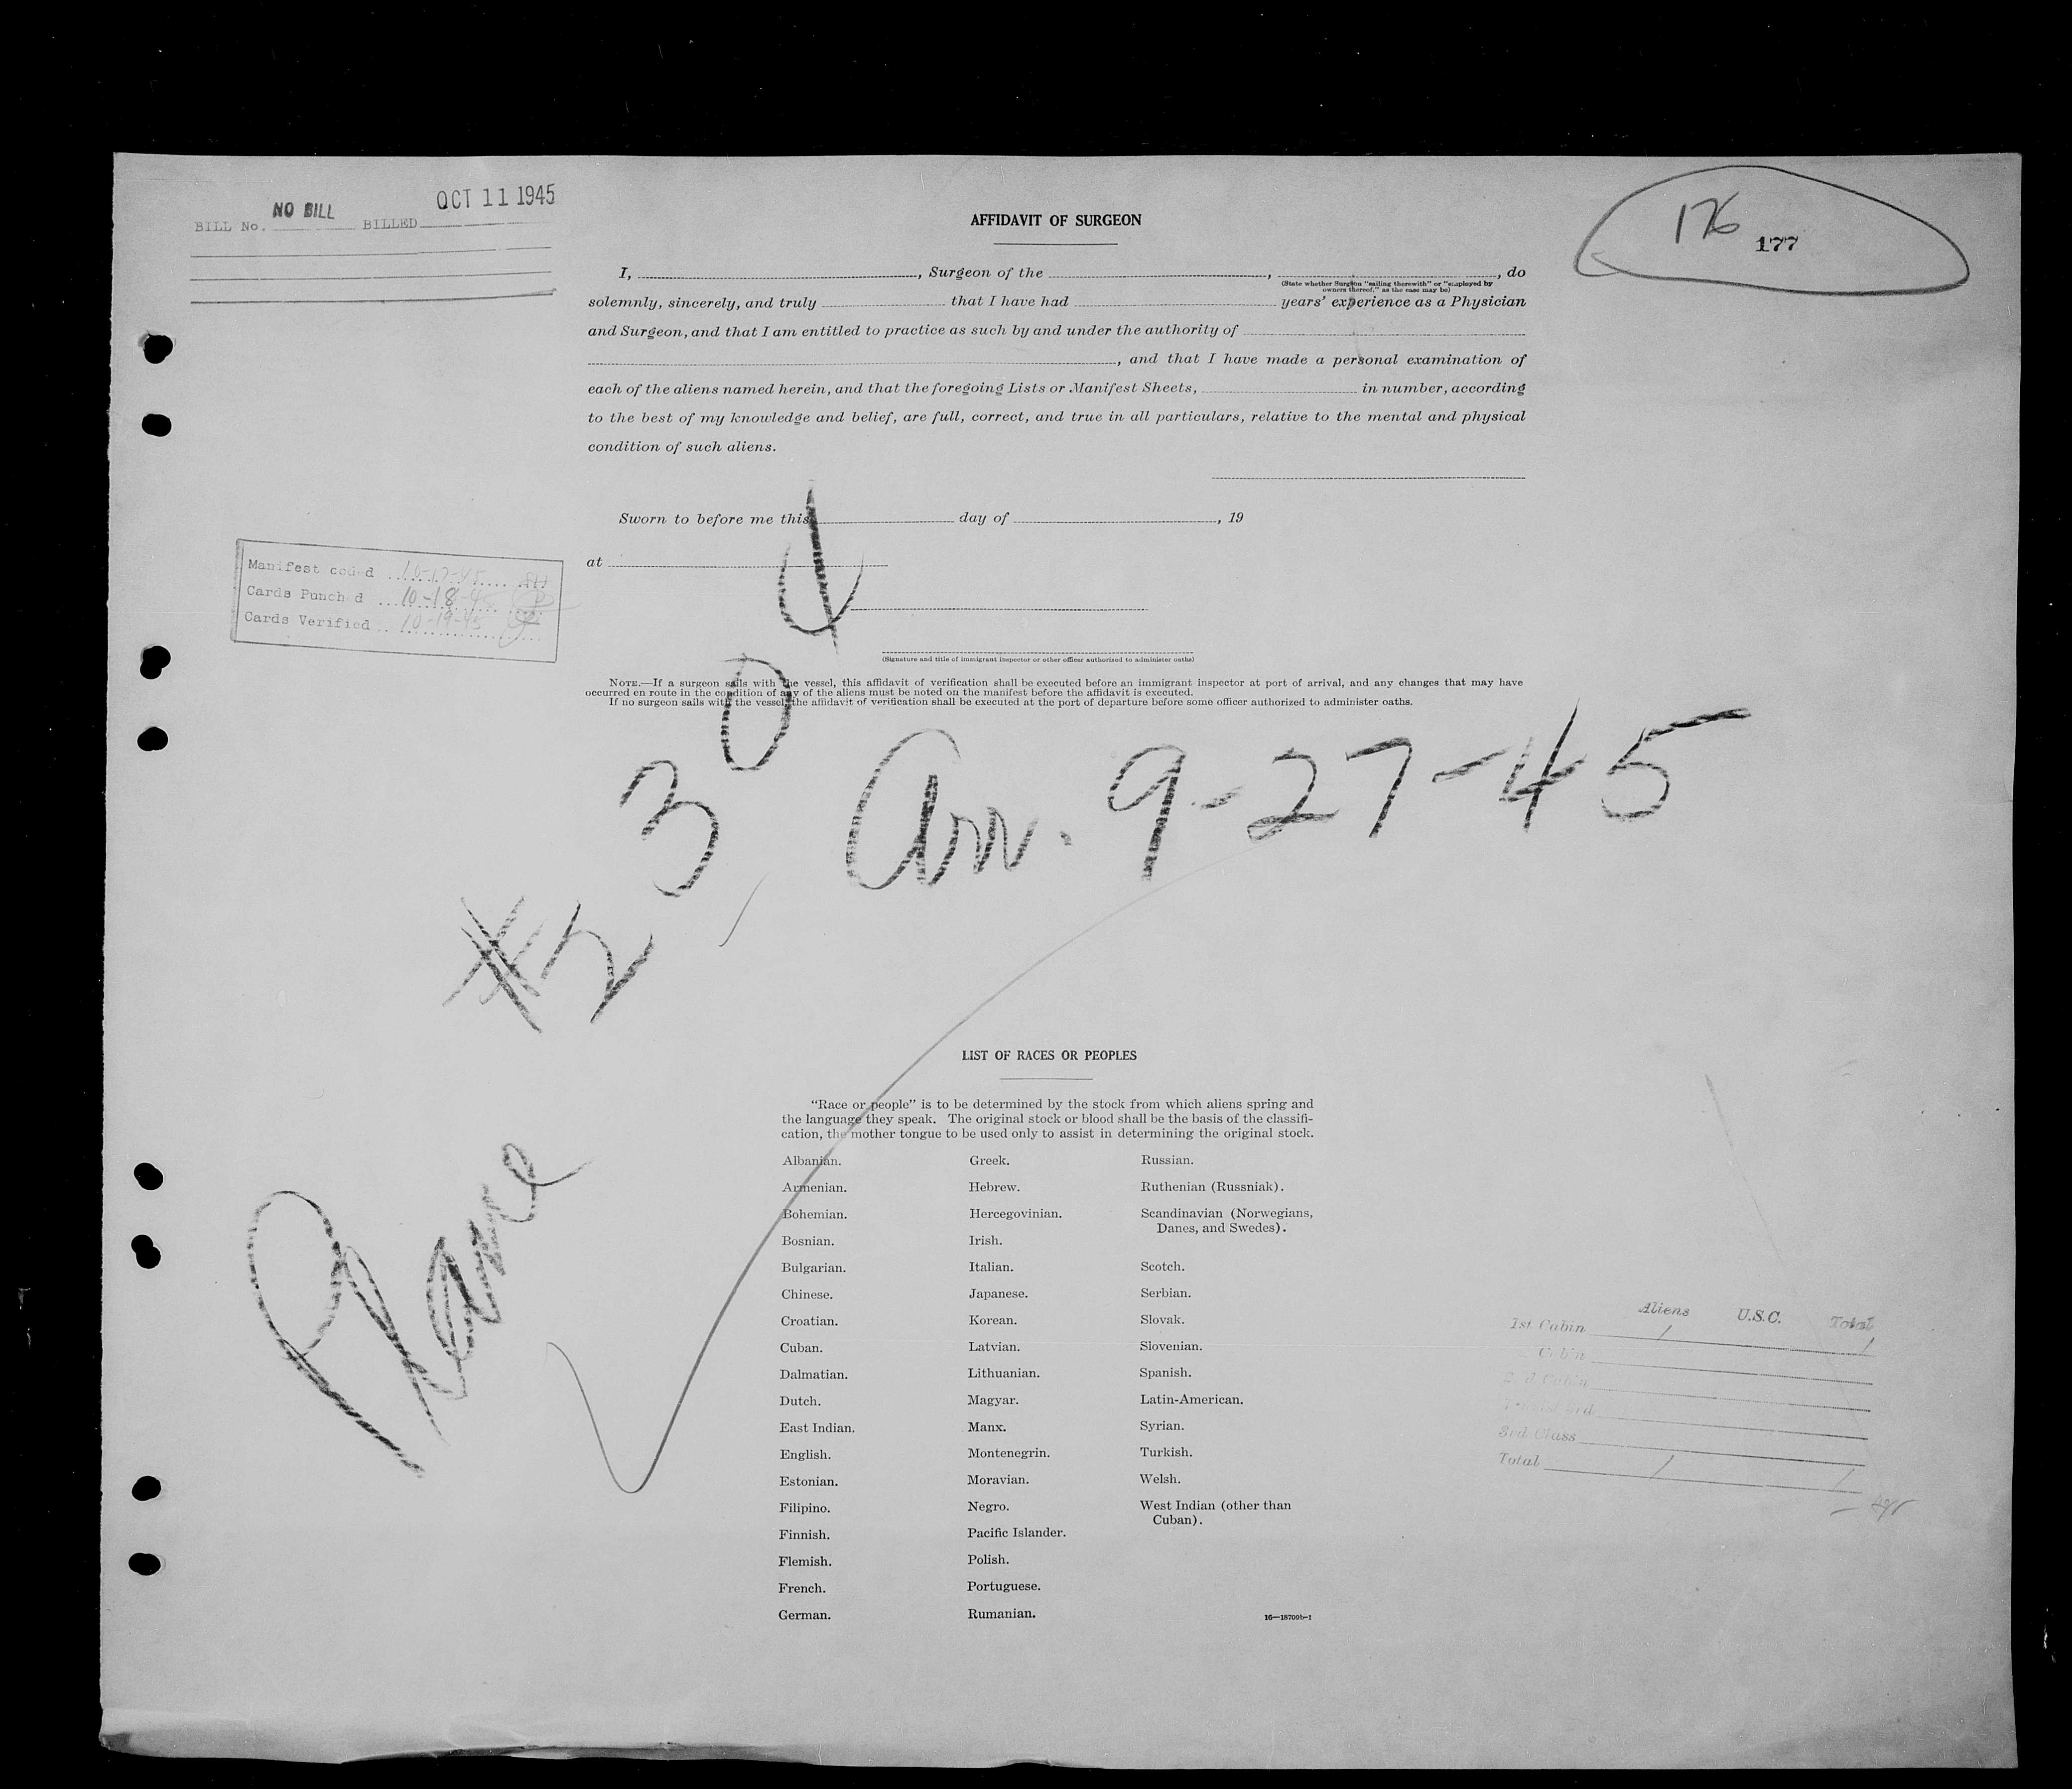 BILL No. NO BILL BILLED OCT 11 1945
176
177
AFFIDAVIT OF SURGEON
I, , Surgeon of the , , do
(State whether Surgeon "sailing therewith" or "employed by
owners thereof," as the case may be)
solemnly, sincerely, and truly that I have had years' experience as a Physician
and Surgeon, and that I am entitled to practice as such by and under the authority of
, and that I have made a personal examination of
each of the aliens named herein, and that the foregoing Lists or Manifest Sheets, in number, according
to the best of my knowledge and belief, are full, correct, and true in all particulars, relative to the mental and physical
condition of such aliens.
Sworn to before me this day of , 19
at
Manifest coded 10-17-45
Cards Punched 10-18-45
Cards Verified 10-19-45
(Signature and title of immigrant inspector or other officer authorized to administer oaths)
NOTE.—If a surgeon sails with the vessel, this affidavit of verification shall be executed before an immigrant inspector at port of arrival, and any changes that may have
occurred en route in the condition of any of the aliens must be noted on the manifest before the affidavit is executed.
If no surgeon sails with the vessel, the affidavit of verification shall be executed at the port of departure before some officer authorized to administer oaths.
Plane #2304
Arr. 9-27-45
LIST OF RACES OR PEOPLES
"Race or people" is to be determined by the stock from which aliens spring and
the language they speak. The original stock or blood shall be the basis of the classifi-
cation, the mother tongue to be used only to assist in determining the original stock.
Albanian.
Armenian.
Bohemian.
Bosnian.
Bulgarian.
Chinese.
Croatian.
Cuban.
Dalmatian.
Dutch.
East Indian.
English.
Estonian.
Filipino.
Finnish.
Flemish.
French.
German.
Greek.
Hebrew.
Hercegovinian.
Irish.
Italian.
Japanese.
Korean.
Latvian.
Lithuanian.
Magyar.
Manx.
Montenegrin.
Moravian.
Negro.
Pacific Islander.
Polish.
Portuguese.
Rumanian.
Russian.
Ruthenian (Russniak).
Scandinavian (Norwegians,
Danes, and Swedes).
Scotch.
Serbian.
Slovak.
Slovenian.
Spanish.
Latin-American.
Syrian.
Turkish.
Welsh.
West Indian (other than
Cuban).
16—18700b-1
Aliens U.S.C. Total
1st Cabin 1 1
Cabin
2nd Cabin
3rd Class
Total 1 1